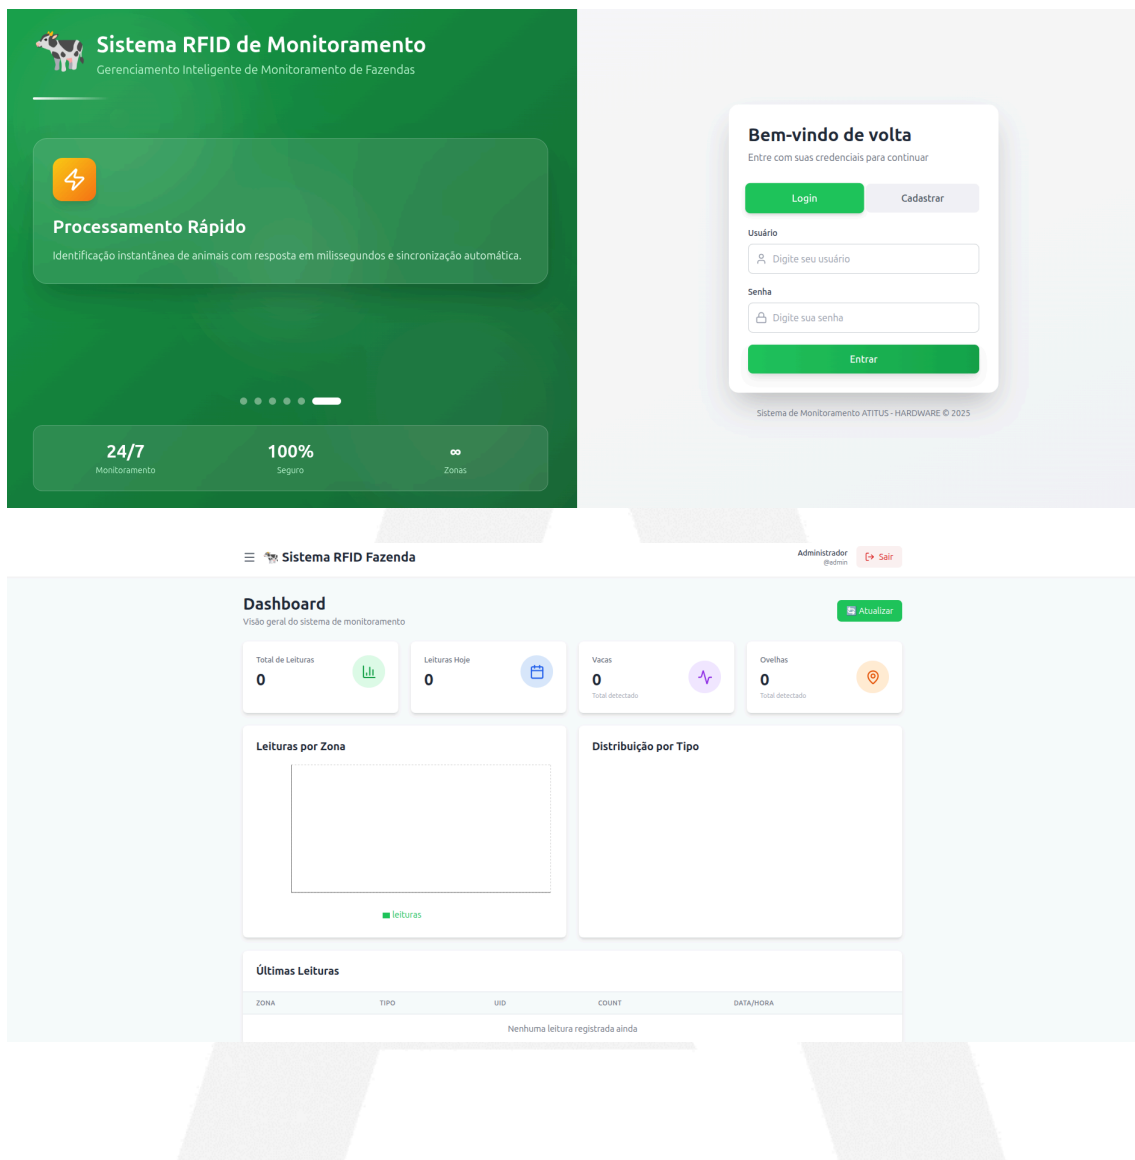 Sistema RFID de Monitoramento
Gerenciamento Inteligente de Monitoramento de Fazendas
Processamento Rápido
Identificação instantânea de animais com resposta em milissegundos e sincronização automática.
24/7
Monitoramento
100%
Seguro
∞
Zonas
Bem-vindo de volta
Entre com suas credenciais para continuar
Login
Cadastrar
Usuário
Digite seu usuário
Senha
Digite sua senha
Entrar
Sistema de Monitoramento ATITUS - HARDWARE © 2025
Sistema RFID Fazenda
Administrador
@admin
Sair
Dashboard
Visão geral do sistema de monitoramento
Atualizar
Total de Leituras
0
Leituras Hoje
0
Vacas
0
Total detectado
Ovelhas
0
Total detectado
Leituras por Zona
leituras
Distribuição por Tipo
Últimas Leituras
ZONA TIPO UID COUNT DATA/HORA
Nenhuma leitura registrada ainda